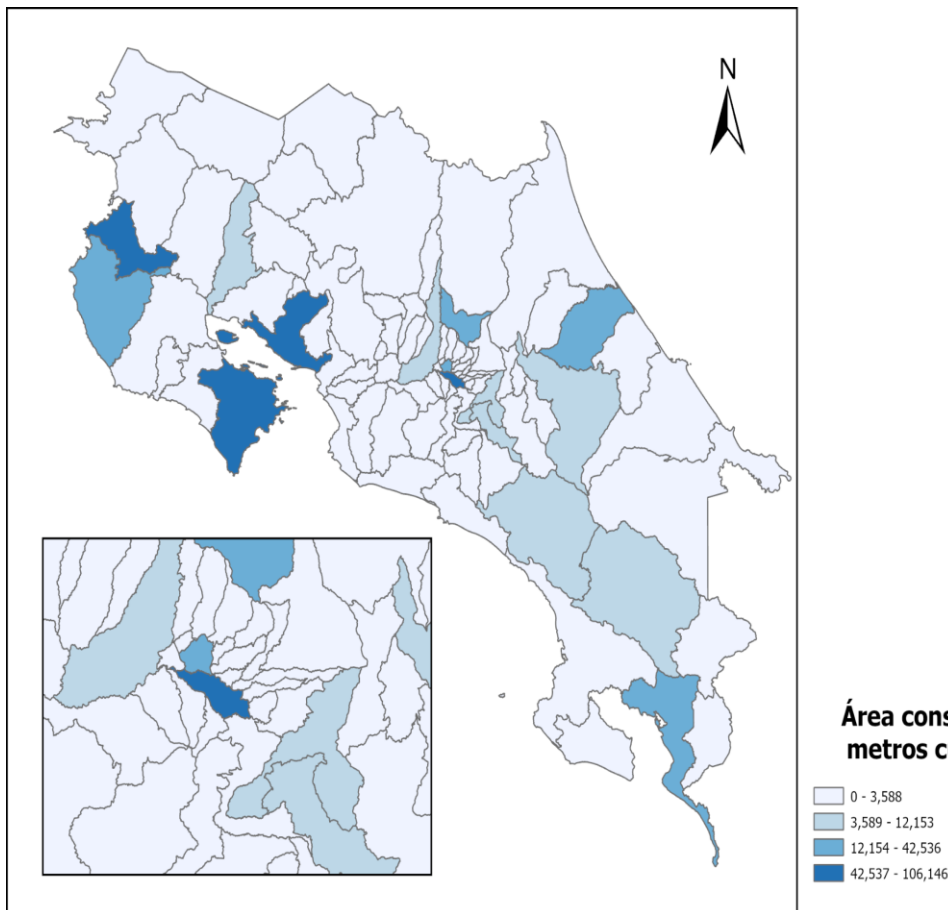 N
Área cons
metros c
0 - 3,588
3,589 - 12,153
12,154 - 42,536
42,537 - 106,146